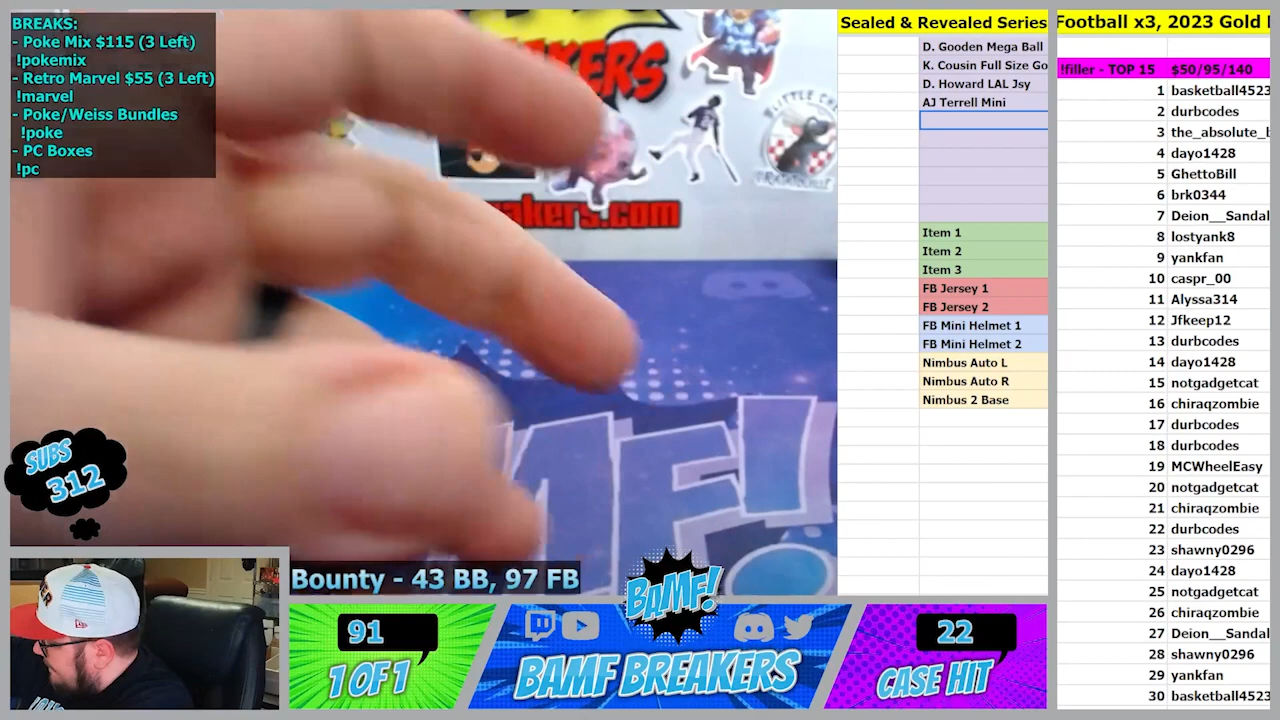 BREAKS:
- Poke Mix $115 (3 Left)
!pokemix
- Retro Marvel $55 (3 Left)
!marvel
- Poke/Weiss Bundles
!poke
- PC Boxes
!pc
KERS
akers.com
SUBS
312
Bounty - 43 BB, 97 FB
BAMF!
91
1 OF 1
BAMF BREAKERS
22
CASE HIT
Sealed & Revealed Series
D. Gooden Mega Ball
K. Cousin Full Size Go
D. Howard LAL Jsy
AJ Terrell Mini
Item 1
Item 2
Item 3
FB Jersey 1
FB Jersey 2
FB Mini Helmet 1
FB Mini Helmet 2
Nimbus Auto L
Nimbus Auto R
Nimbus 2 Base
Football x3, 2023 Gold
!filler - TOP 15 $50/95/140
1 basketball4523
2 durbcodes
3 the_absolute_b
4 dayo1428
5 GhettoBill
6 brk0344
7 Deion__Sandal
8 lostyank8
9 yankfan
10 caspr_00
11 Alyssa314
12 Jfkeep12
13 durbcodes
14 dayo1428
15 notgadgetcat
16 chiraqzombie
17 durbcodes
18 durbcodes
19 MCWheelEasy
20 notgadgetcat
21 chiraqzombie
22 durbcodes
23 shawny0296
24 dayo1428
25 notgadgetcat
26 chiraqzombie
27 Deion__Sandal
28 shawny0296
29 yankfan
30 basketball4523